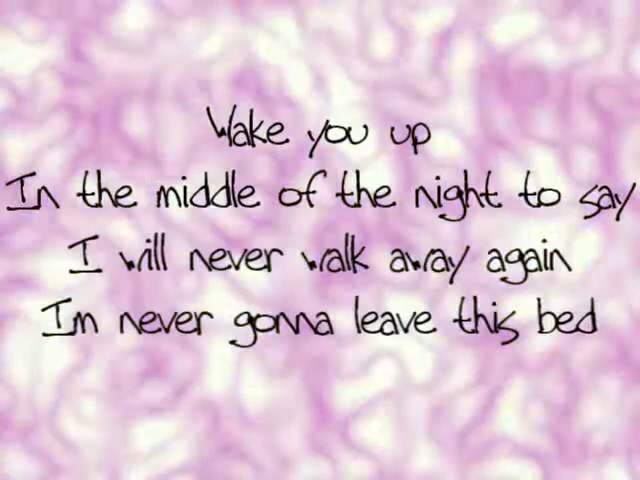 Wake you up
In the middle of the night to say
I will never walk away again
Im never gonna leave this bed